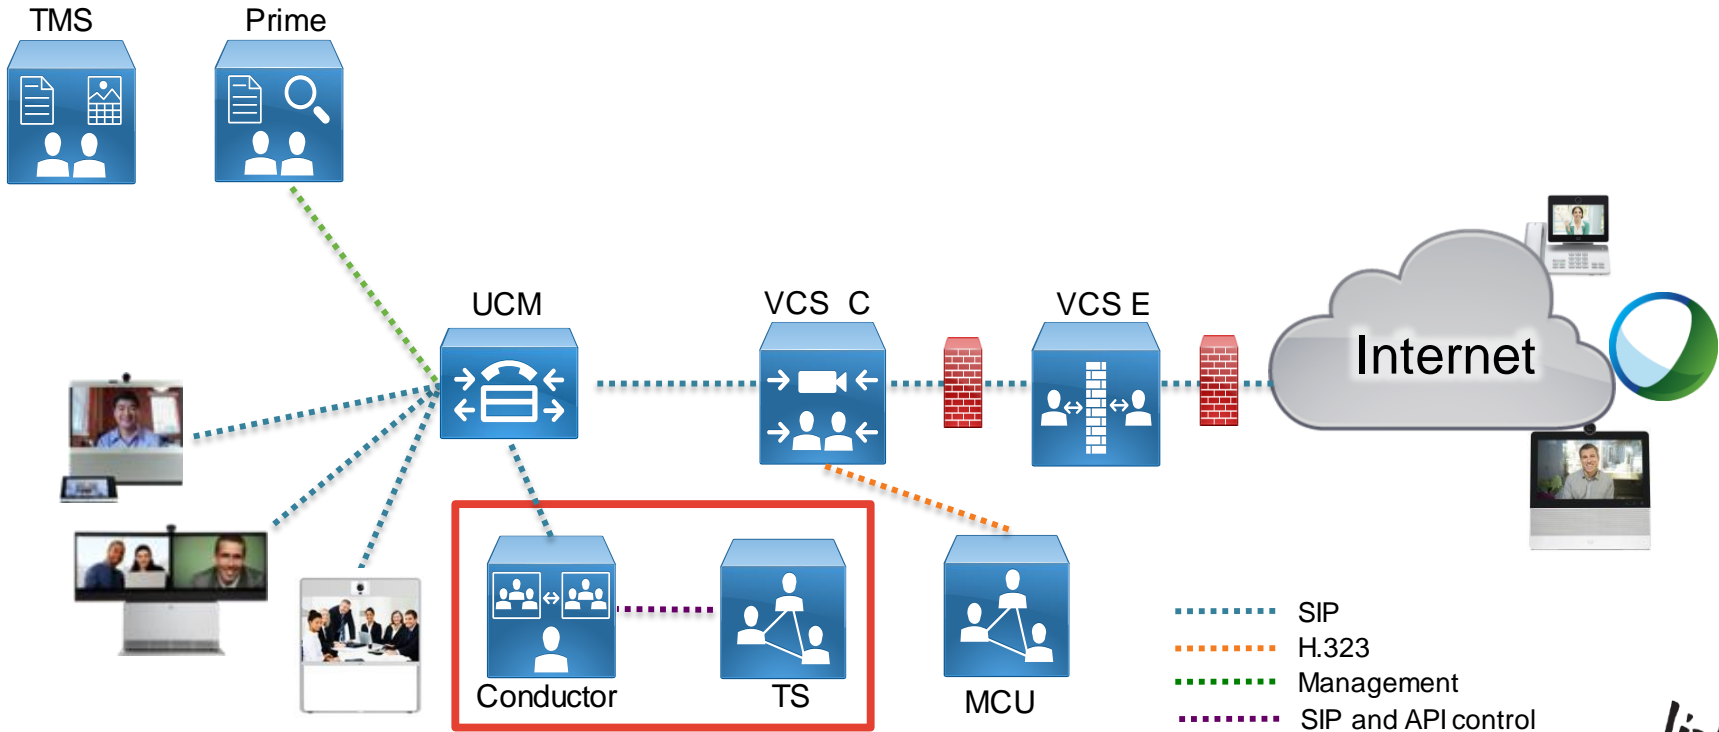 TMS
Prime
UCM
VCS C
VCS E
Internet
Conductor
TS
MCU
SIP
H.323
Management
SIP and API control